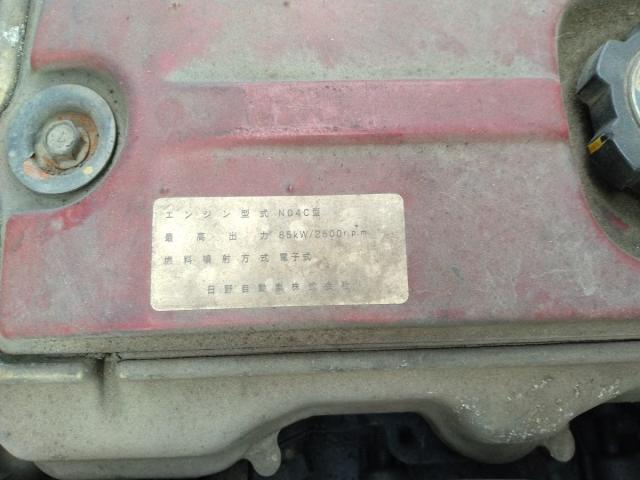 エンジン型式 N04C型
最高出力 85kW/2500r.p.m
燃料噴射方式 電子式
日野自動車株式会社